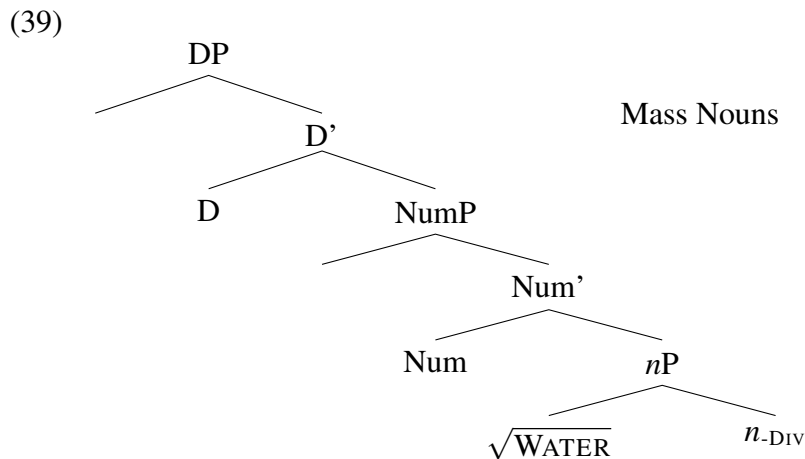 (39)
DP
Mass Nouns
D’
D
NumP
Num’
Num
nP
√WATER
n-DIV